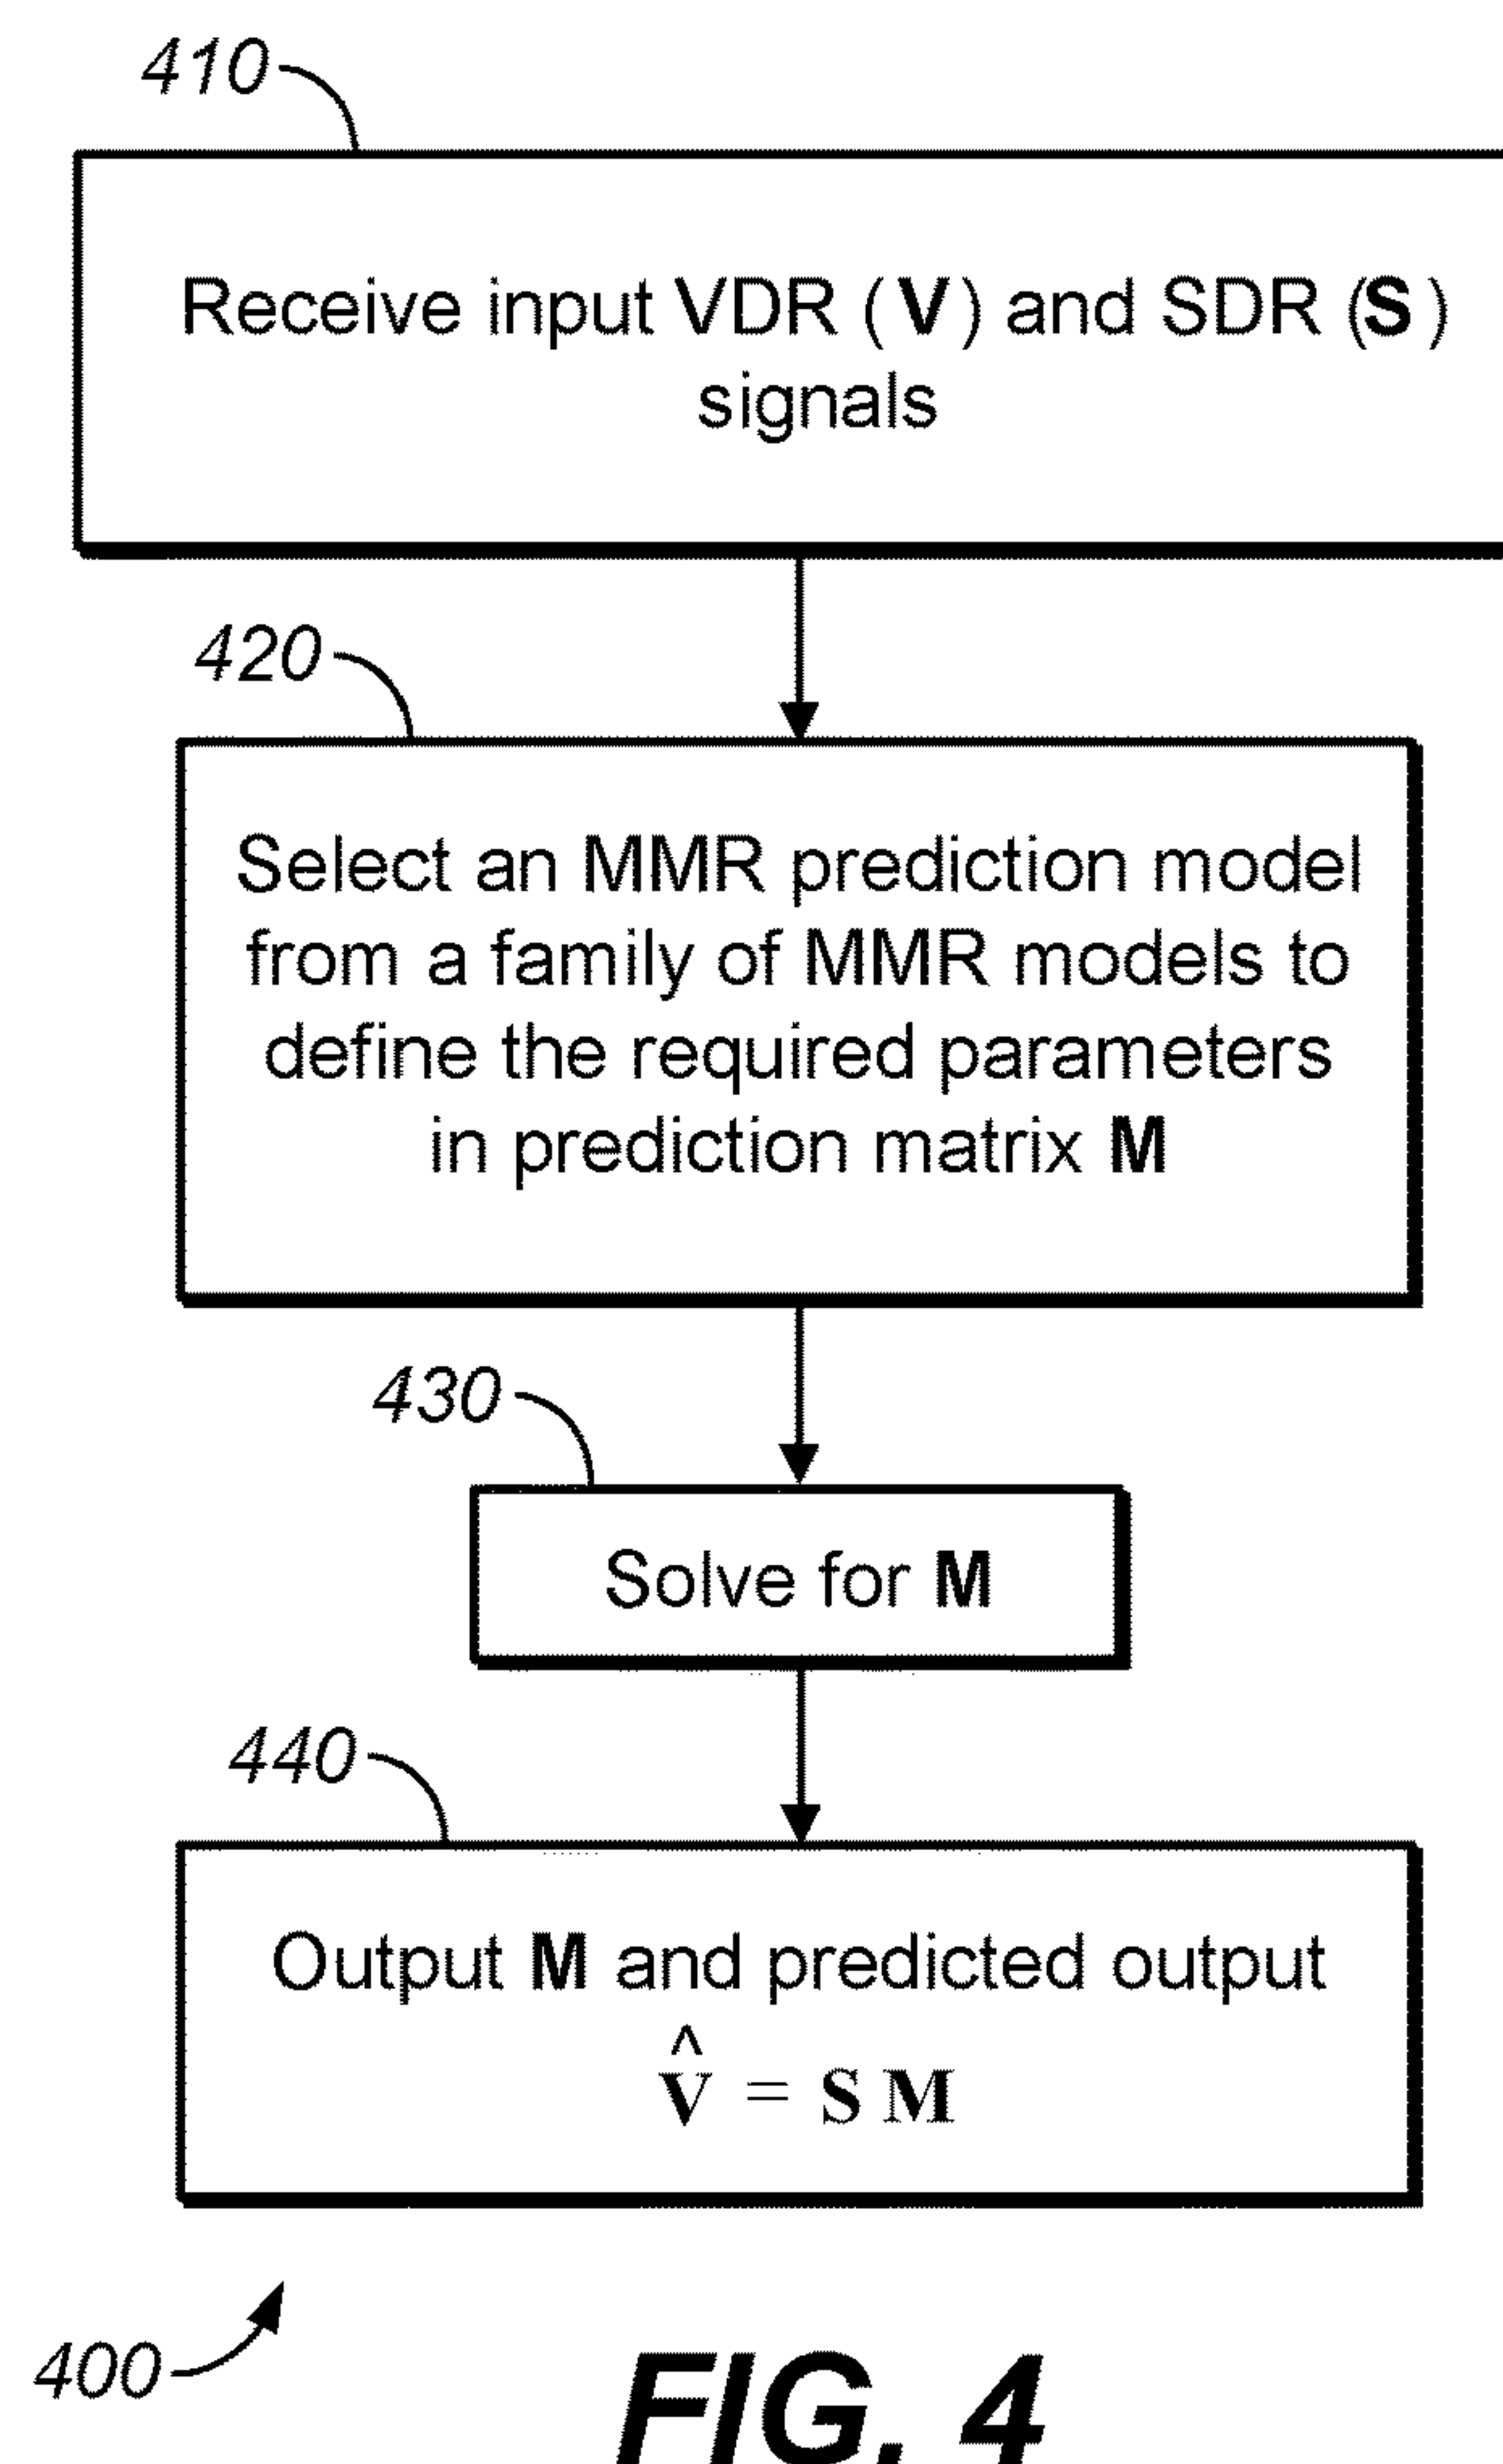 410
Receive input VDR (V) and SDR (S)
signals
420
Select an MMR prediction model
from a family of MMR models to
define the required parameters
in prediction matrix M
430
Solve for M
440
Output M and predicted output
V̂ = S M
400
FIG. 4